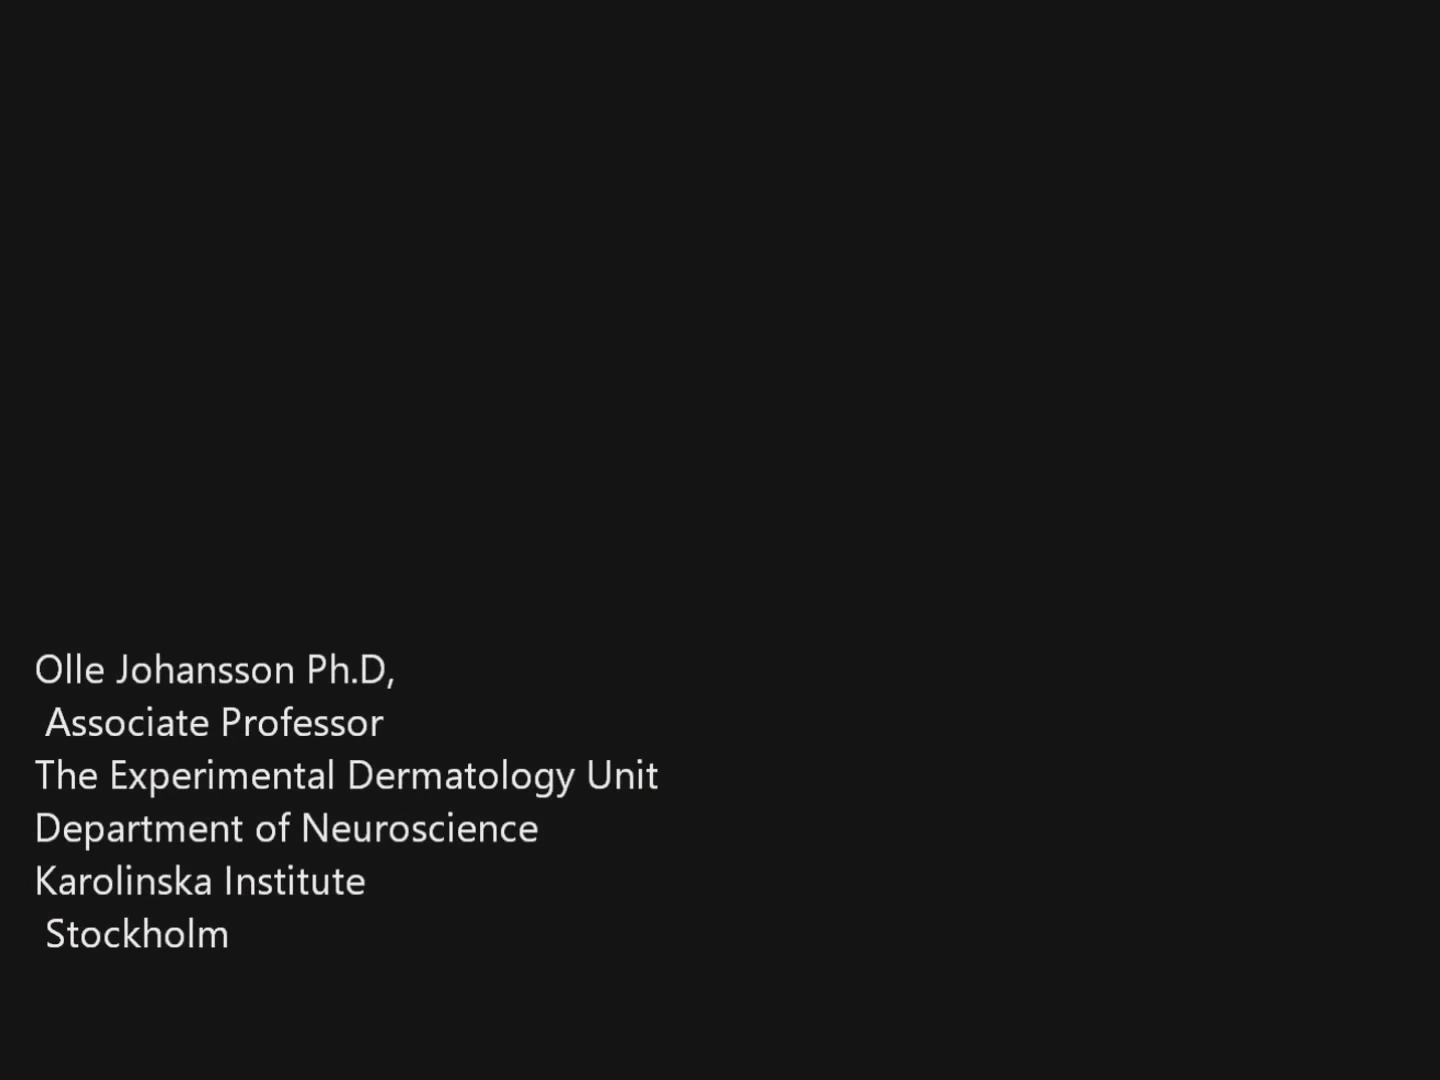 Olle Johansson Ph.D,
Associate Professor
The Experimental Dermatology Unit
Department of Neuroscience
Karolinska Institute
Stockholm